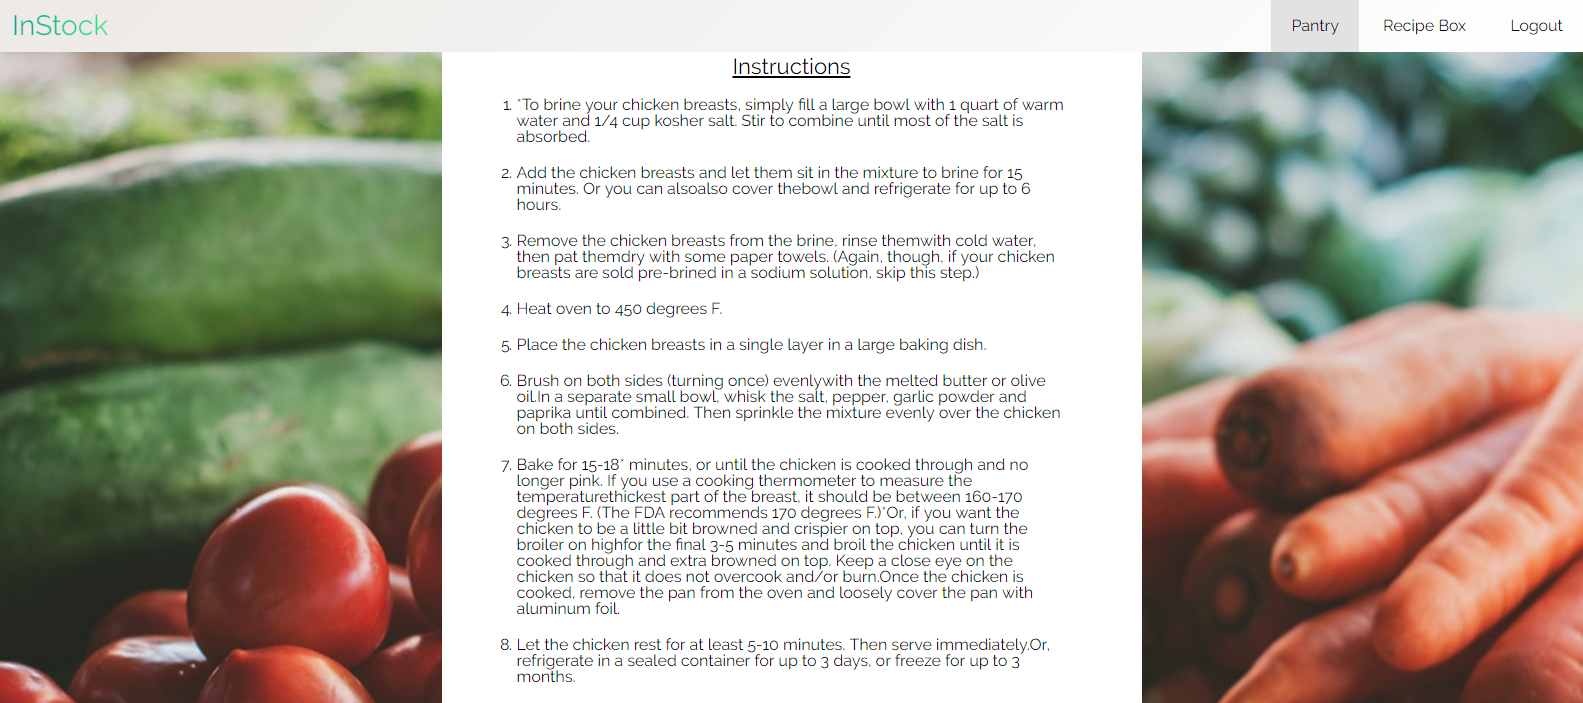 InStock
Pantry
Recipe Box
Logout
Instructions
1. *To brine your chicken breasts, simply fill a large bowl with 1 quart of warm
water and 1/4 cup kosher salt. Stir to combine until most of the salt is
absorbed.
2. Add the chicken breasts and let them sit in the mixture to brine for 15
minutes. Or you can alsoalso cover thebowl and refrigerate for up to 6
hours.
3. Remove the chicken breasts from the brine, rinse themwith cold water,
then pat themdry with some paper towels. (Again, though, if your chicken
breasts are sold pre-brined in a sodium solution, skip this step.)
4. Heat oven to 450 degrees F.
5. Place the chicken breasts in a single layer in a large baking dish.
6. Brush on both sides (turning once) evenlywith the melted butter or olive
oil.In a separate small bowl, whisk the salt, pepper, garlic powder and
paprika until combined. Then sprinkle the mixture evenly over the chicken
on both sides.
7. Bake for 15-18* minutes, or until the chicken is cooked through and no
longer pink. If you use a cooking thermometer to measure the
temperaturethickest part of the breast, it should be between 160-170
degrees F. (The FDA recommends 170 degrees F.)*Or, if you want the
chicken to be a little bit browned and crispier on top, you can turn the
broiler on highfor the final 3-5 minutes and broil the chicken until it is
cooked through and extra browned on top. Keep a close eye on the
chicken so that it does not overcook and/or burn.Once the chicken is
cooked, remove the pan from the oven and loosely cover the pan with
aluminum foil.
8. Let the chicken rest for at least 5-10 minutes. Then serve immediately.Or,
refrigerate in a sealed container for up to 3 days, or freeze for up to 3
months.